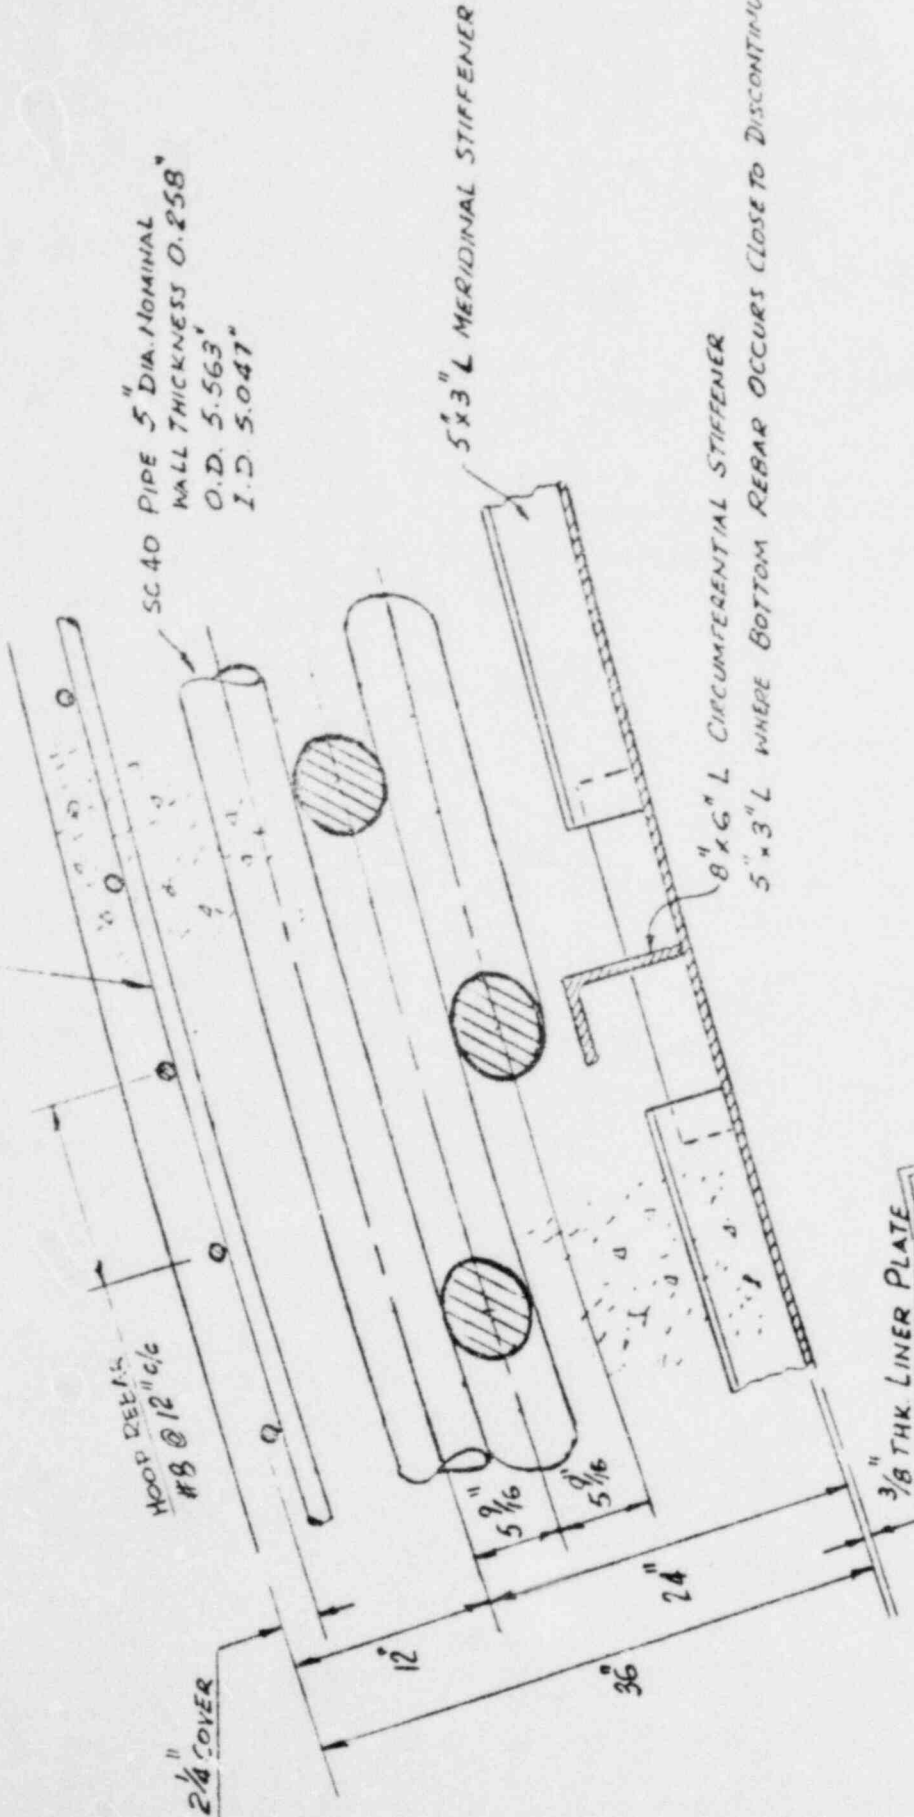 SC 40 PIPE 5" DIA. NOMINAL
WALL THICKNESS 0.258"
O.D. 5.563"
I.D. 5.047"
5"x3" L MERIDINAL STIFFENER
8"x6" L CIRCUMFERENTIAL STIFFENER
5"x3" L WHERE BOTTOM REBAR OCCURS CLOSE TO DISCONTINU
HOOP REBAR
#8 @ 12" c/c
2 1/4" COVER
12"
5 9/16"
5 9/16"
24"
36"
3/8" THK. LINER PLATE